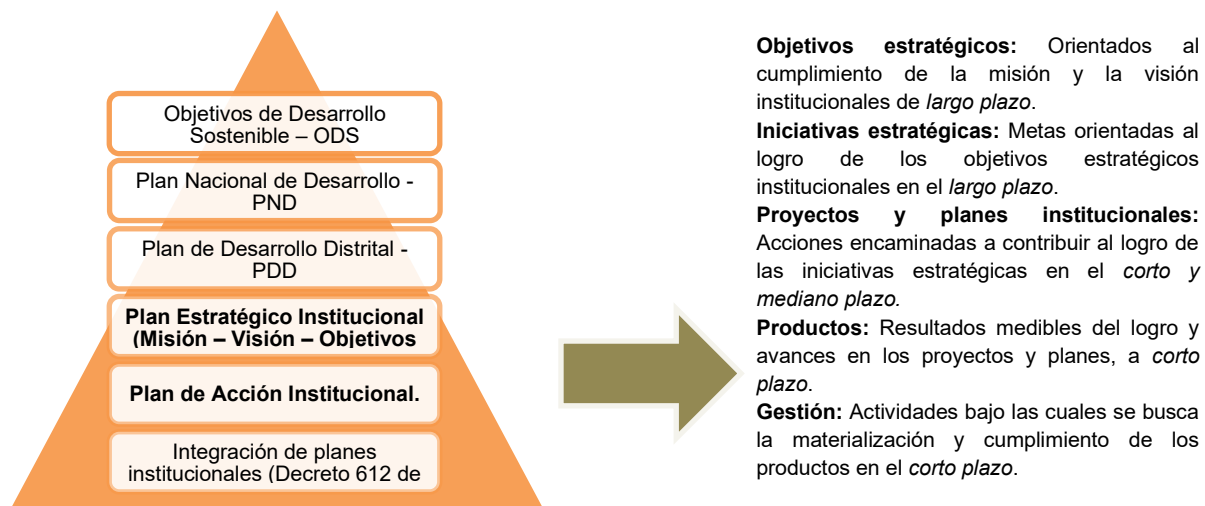 Objetivos de Desarrollo
Sostenible – ODS
Plan Nacional de Desarrollo -
PND
Plan de Desarrollo Distrital -
PDD
Plan Estratégico Institucional
(Misión – Visión – Objetivos
Plan de Acción Institucional.
Integración de planes
institucionales (Decreto 612 de
Objetivos estratégicos: Orientados al
cumplimiento de la misión y la visión
institucionales de largo plazo.
Iniciativas estratégicas: Metas orientadas al
logro de los objetivos estratégicos
institucionales en el largo plazo.
Proyectos y planes institucionales:
Acciones encaminadas a contribuir al logro de
las iniciativas estratégicas en el corto y
mediano plazo.
Productos: Resultados medibles del logro y
avances en los proyectos y planes, a corto
plazo.
Gestión: Actividades bajo las cuales se busca
la materialización y cumplimiento de los
productos en el corto plazo.